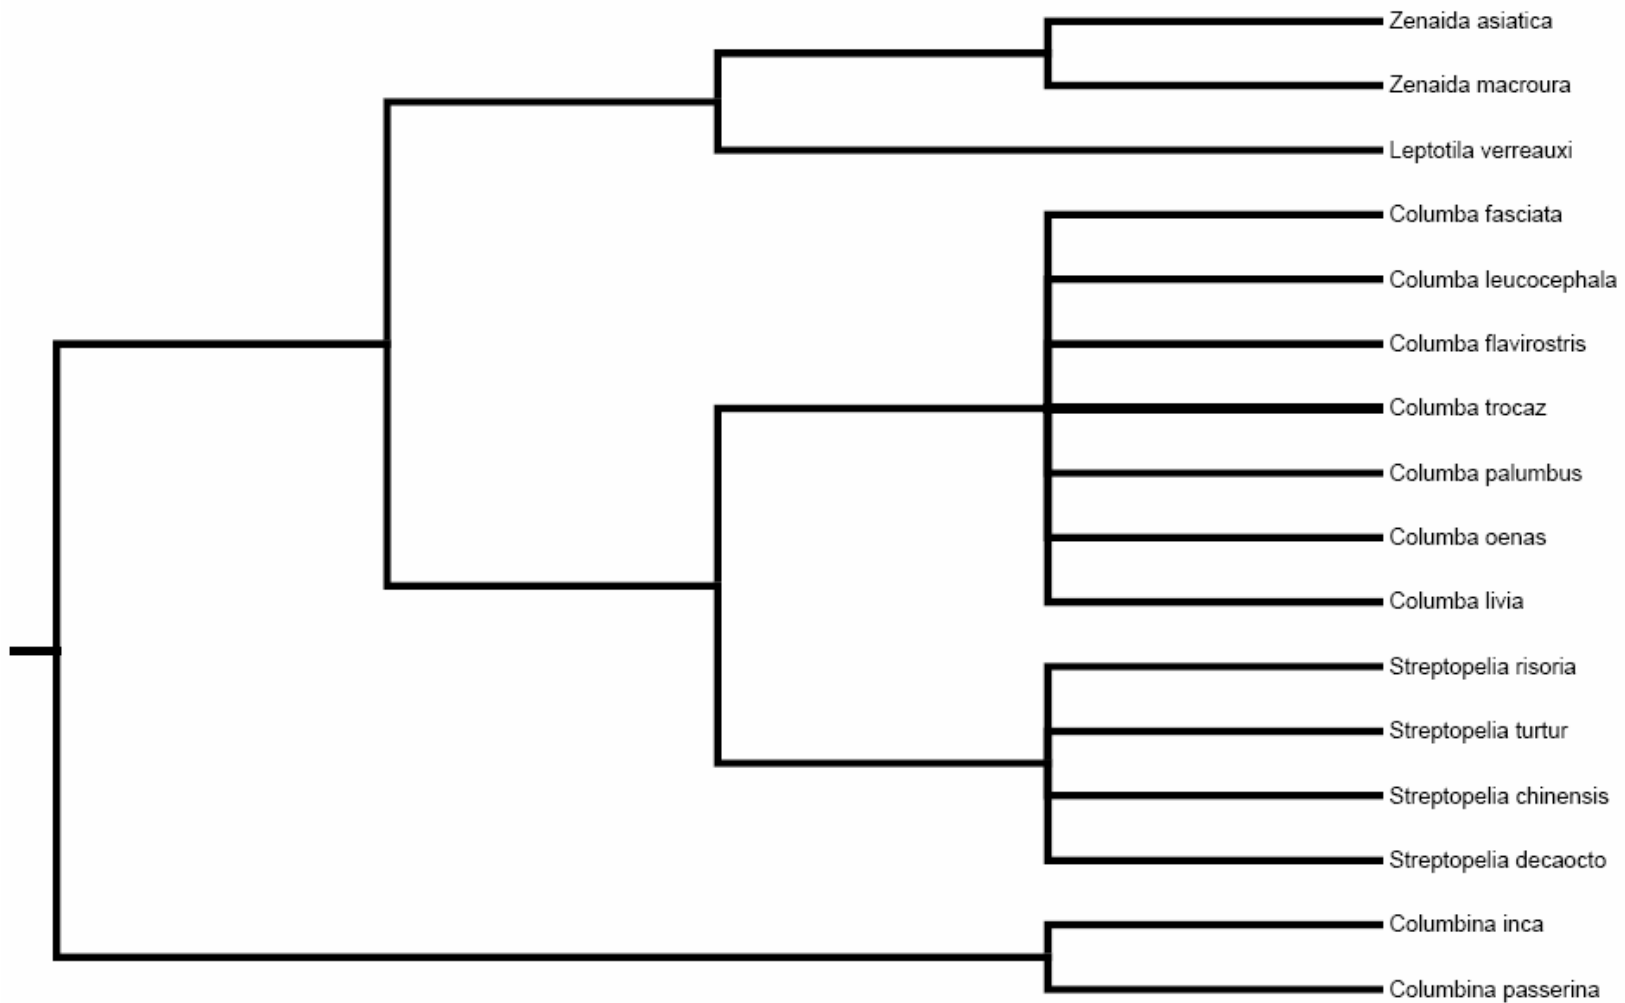 Zenaida asiatica
Zenaida macroura
Leptotila verreauxi
Columba fasciata
Columba leucocephala
Columba flavirostris
Columba trocaz
Columba palumbus
Columba oenas
Columba livia
Streptopelia risoria
Streptopelia turtur
Streptopelia chinensis
Streptopelia decaocto
Columbina inca
Columbina passerina